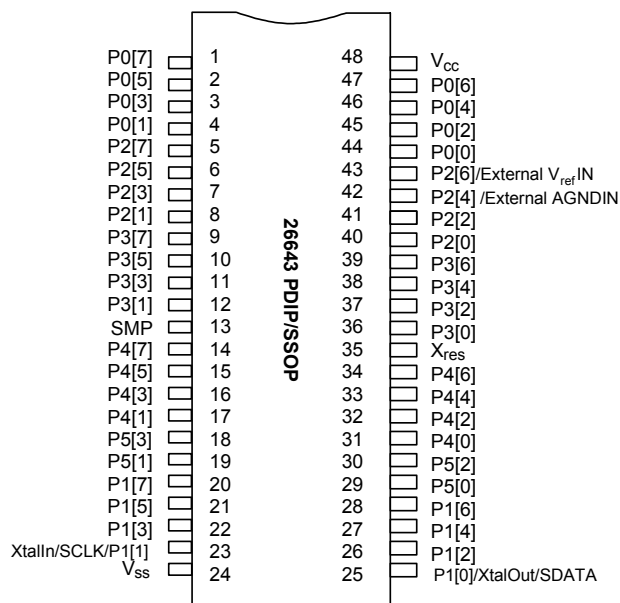 P0[7] 1 48 Vcc
P0[5] 2 47 P0[6]
P0[3] 3 46 P0[4]
P0[1] 4 45 P0[2]
P2[7] 5 44 P0[0]
P2[5] 6 43 P2[6]/External VrefIN
P2[3] 7 42 P2[4] /External AGNDIN
P2[1] 8 41 P2[2]
P3[7] 9 40 P2[0]
P3[5] 10 39 P3[6]
P3[3] 11 38 P3[4]
P3[1] 12 37 P3[2]
SMP 13 36 P3[0]
P4[7] 14 35 Xres
P4[5] 15 34 P4[6]
P4[3] 16 33 P4[4]
P4[1] 17 32 P4[2]
P5[3] 18 31 P4[0]
P5[1] 19 30 P5[2]
P1[7] 20 29 P5[0]
P1[5] 21 28 P1[6]
P1[3] 22 27 P1[4]
XtalIn/SCLK/P1[1] 23 26 P1[2]
Vss 24 25 P1[0]/XtalOut/SDATA
26643 PDIP/SSOP